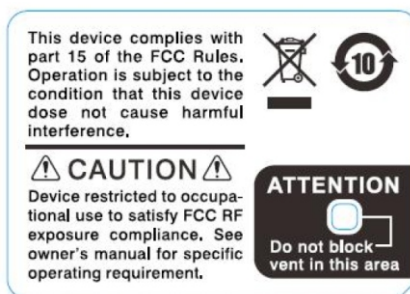 This device complies with
part 15 of the FCC Rules.
Operation is subject to the
condition that this device
dose not cause harmful
interference.
10
CAUTION
Device restricted to occupa-
tional use to satisfy FCC RF
exposure compliance. See
owner's manual for specific
operating requirement.
ATTENTION
Do not block
vent in this area